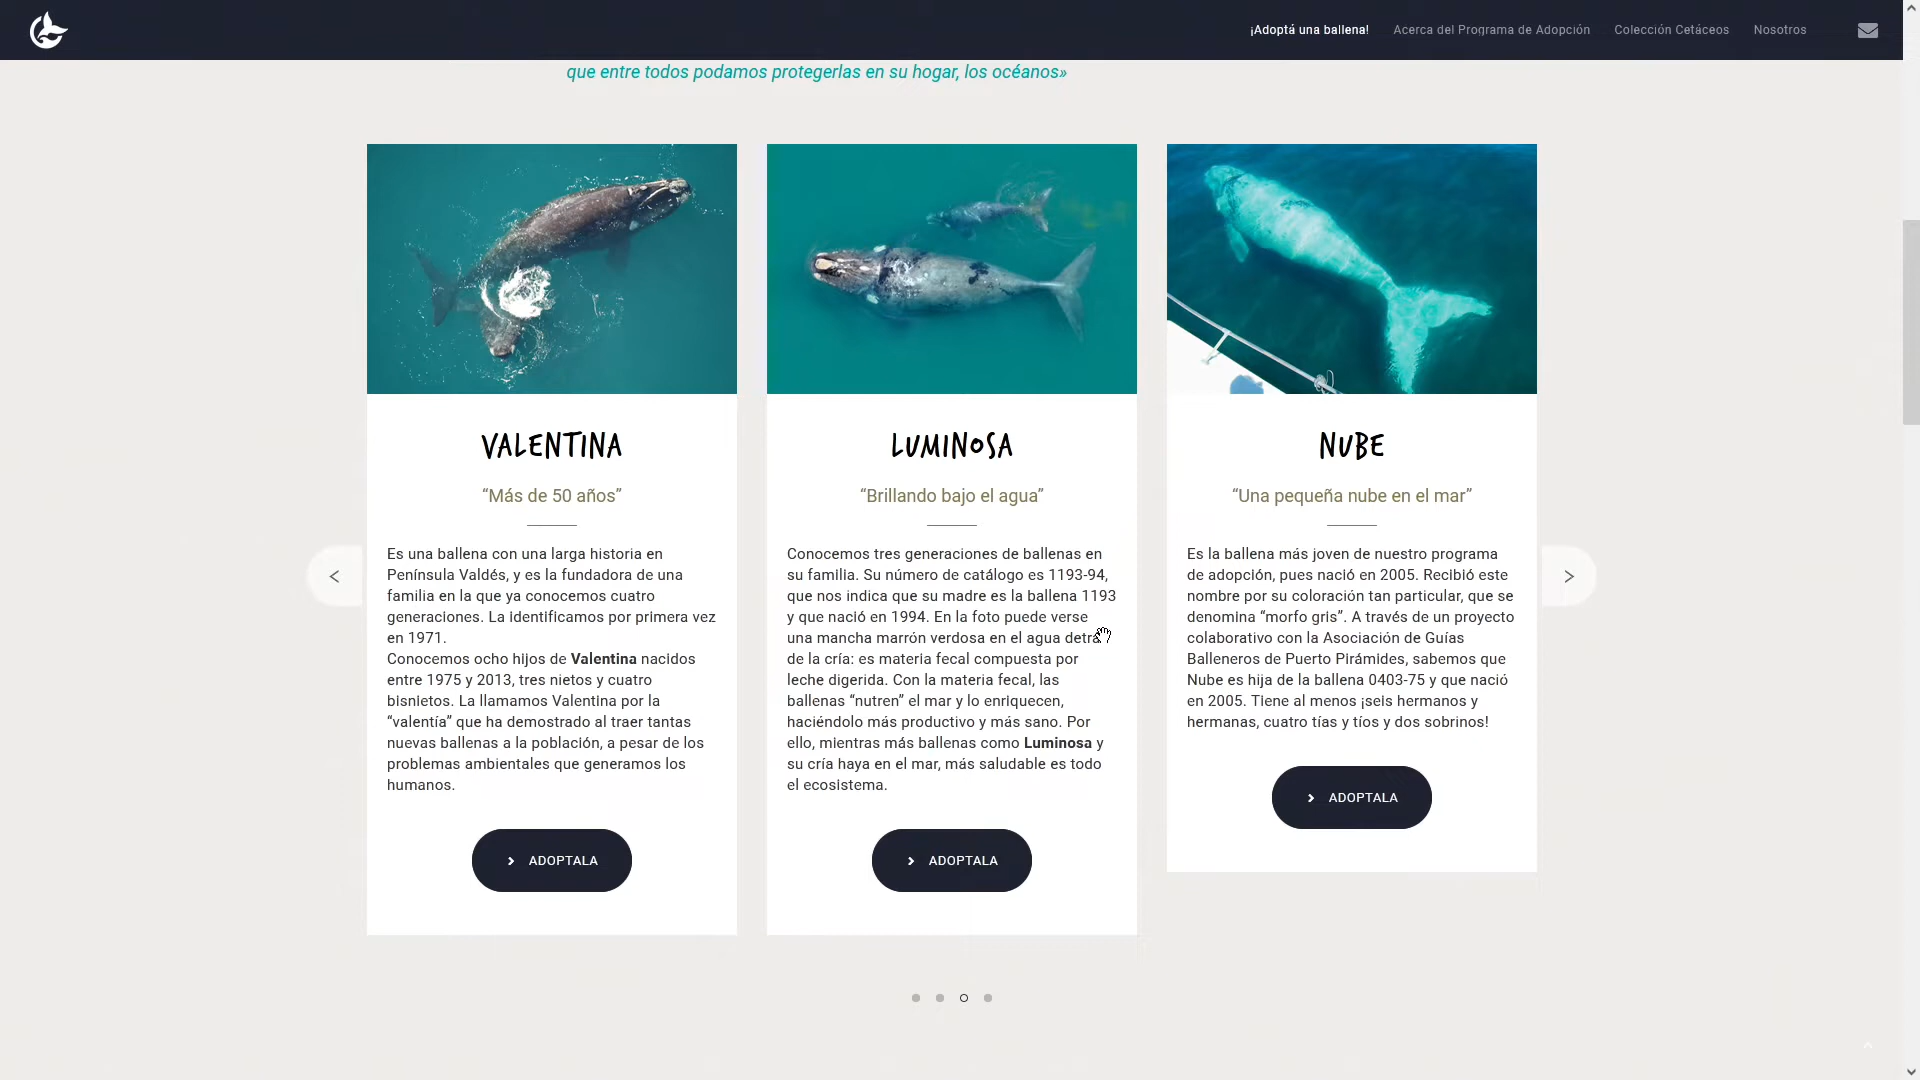 ¡Adoptá una ballena!
Acerca del Programa de Adopción
Colección Cetáceos
Nosotros
que entre todos podamos protegerlas en su hogar, los océanos»
VALENTINA
“Más de 50 años”
Es una ballena con una larga historia en
Península Valdés, y es la fundadora de una
familia en la que ya conocemos cuatro
generaciones. La identificamos por primera vez
en 1971.
Conocemos ocho hijos de Valentina nacidos
entre 1975 y 2013, tres nietos y cuatro
bisnietos. La llamamos Valentina por la
“valentía” que ha demostrado al traer tantas
nuevas ballenas a la población, a pesar de los
problemas ambientales que generamos los
humanos.
ADOPTALA
LUMINOSA
“Brillando bajo el agua”
Conocemos tres generaciones de ballenas en
su familia. Su número de catálogo es 1193-94,
que nos indica que su madre es la ballena 1193
y que nació en 1994. En la foto puede verse
una mancha marrón verdosa en el agua detrás
de la cría: es materia fecal compuesta por
leche digerida. Con la materia fecal, las
ballenas “nutren” el mar y lo enriquecen,
haciéndolo más productivo y más sano. Por
ello, mientras más ballenas como Luminosa y
su cría haya en el mar, más saludable es todo
el ecosistema.
ADOPTALA
NUBE
“Una pequeña nube en el mar”
Es la ballena más joven de nuestro programa
de adopción, pues nació en 2005. Recibió este
nombre por su coloración tan particular, que se
denomina “morfo gris”. A través de un proyecto
colaborativo con la Asociación de Guías
Balleneros de Puerto Pirámides, sabemos que
Nube es hija de la ballena 0403-75 y que nació
en 2005. Tiene al menos ¡seis hermanos y
hermanas, cuatro tías y tíos y dos sobrinos!
ADOPTALA